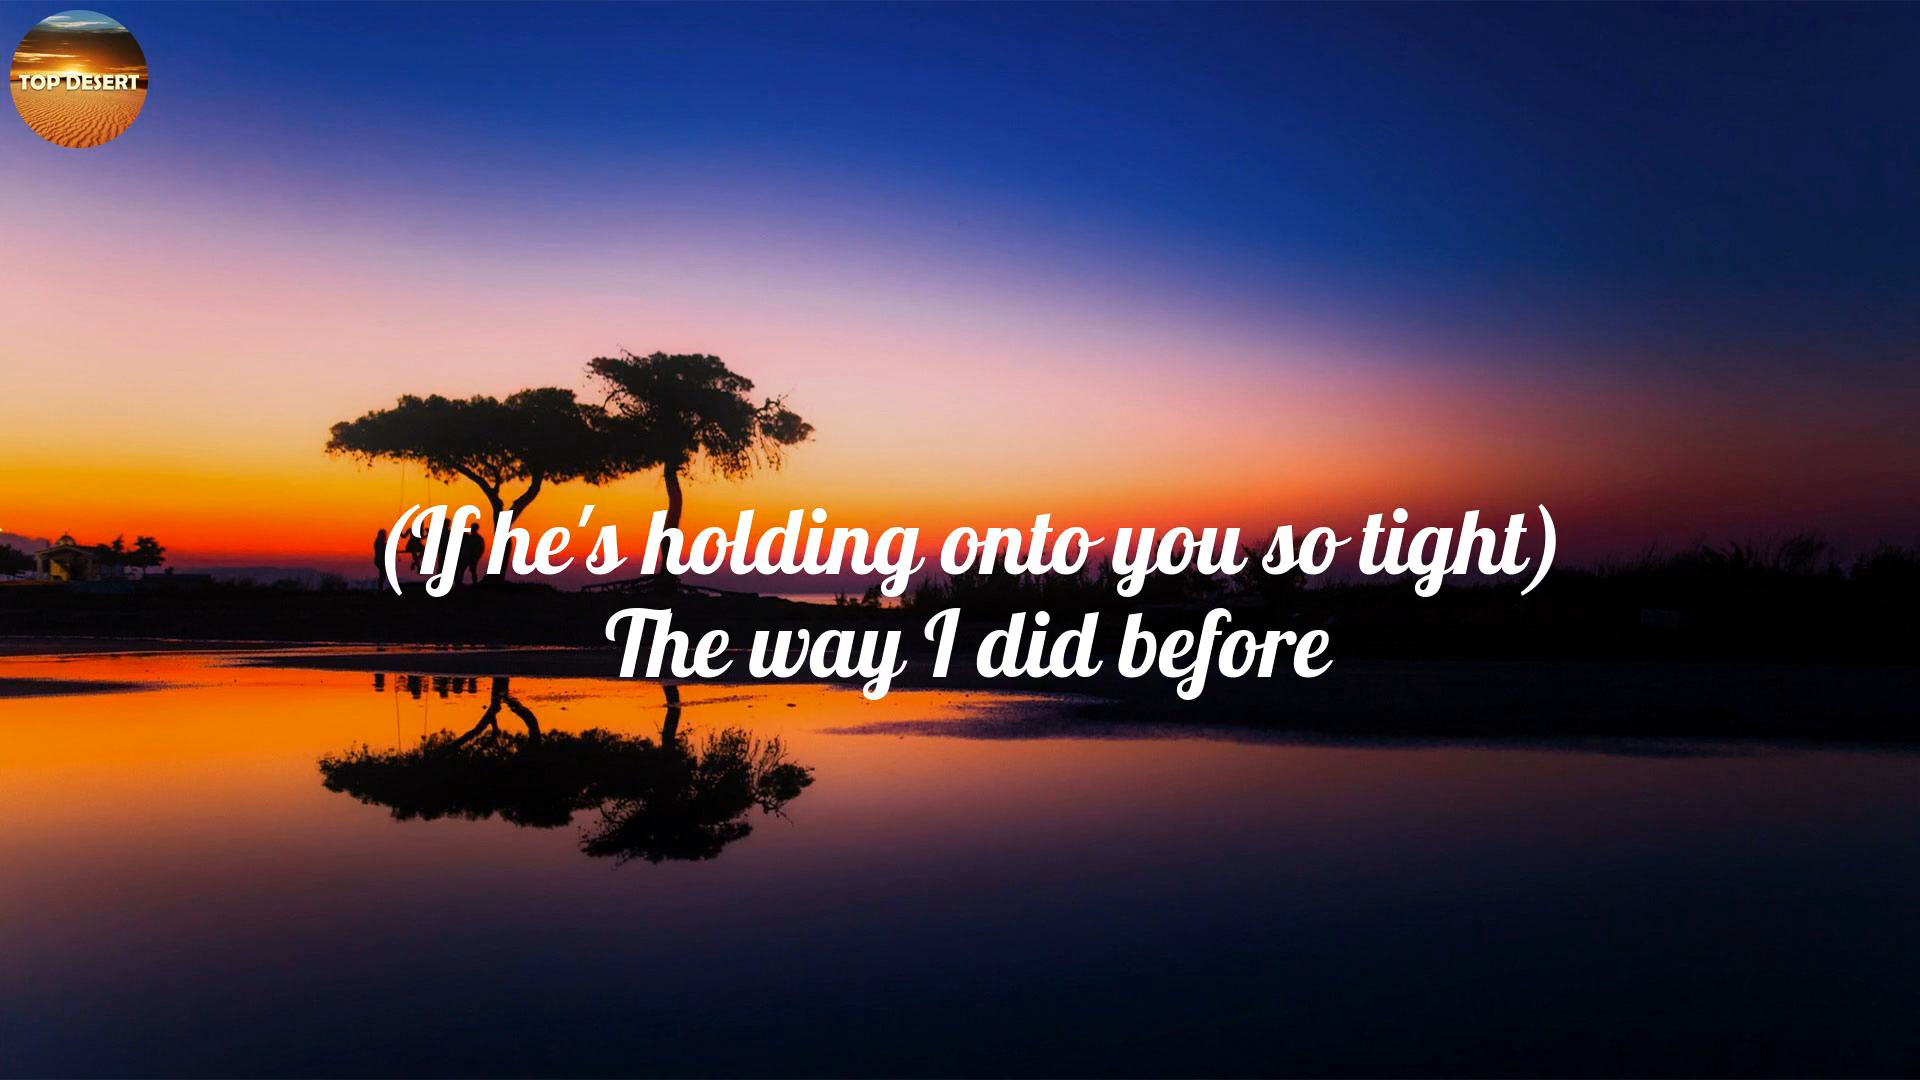 TOP DESERT
(If he's holding onto you so tight)
The way I did before